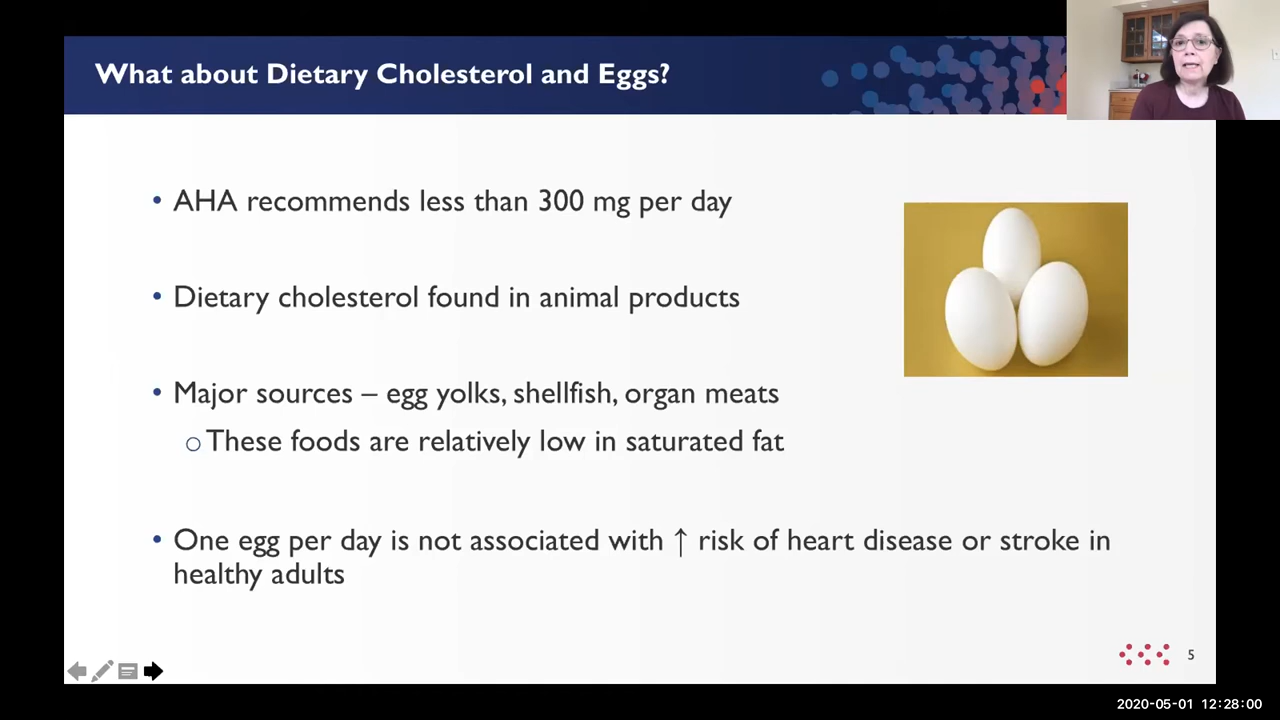 What about Dietary Cholesterol and Eggs?
• AHA recommends less than 300 mg per day
• Dietary cholesterol found in animal products
• Major sources – egg yolks, shellfish, organ meats
○ These foods are relatively low in saturated fat
• One egg per day is not associated with ↑ risk of heart disease or stroke in
healthy adults
5
2020-05-01 12:28:00